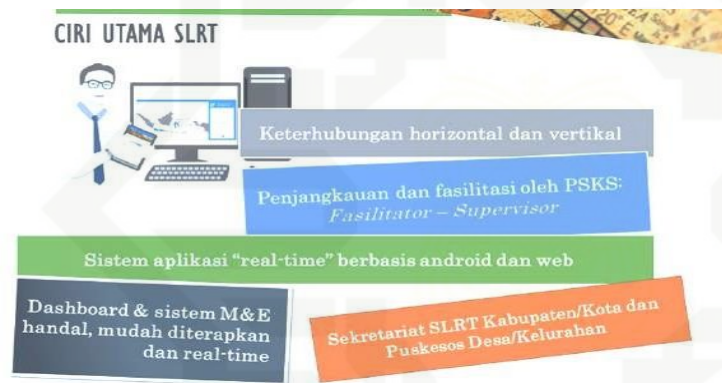 CIRI UTAMA SLRT
Keterhubungan horizontal dan vertikal
Penjangkauan dan fasilitasi oleh PSKS:
Fasilitator – Supervisor
Sistem aplikasi “real-time” berbasis android dan web
Dashboard & sistem M&E
handal, mudah diterapkan
dan real-time
Sekretariat SLRT Kabupaten/Kota dan
Puskesos Desa/Kelurahan